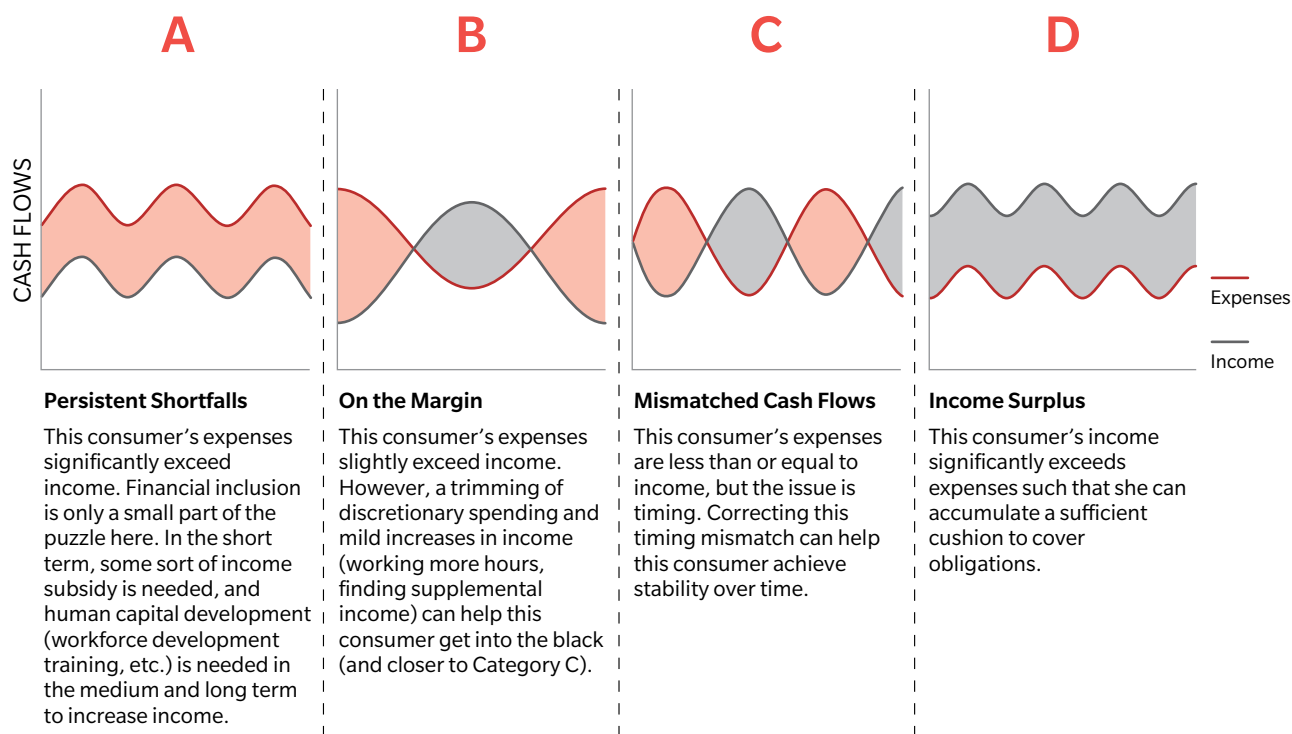 A
B
C
D
CASH FLOWS
Expenses
Income
Persistent Shortfalls
This consumer’s expenses
significantly exceed
income. Financial inclusion
is only a small part of the
puzzle here. In the short
term, some sort of income
subsidy is needed, and
human capital development
(workforce development
training, etc.) is needed in
the medium and long term
to increase income.
On the Margin
This consumer’s expenses
slightly exceed income.
However, a trimming of
discretionary spending and
mild increases in income
(working more hours,
finding supplemental
income) can help this
consumer get into the black
(and closer to Category C).
Mismatched Cash Flows
This consumer’s expenses
are less than or equal to
income, but the issue is
timing. Correcting this
timing mismatch can help
this consumer achieve
stability over time.
Income Surplus
This consumer’s income
significantly exceeds
expenses such that she can
accumulate a sufficient
cushion to cover
obligations.